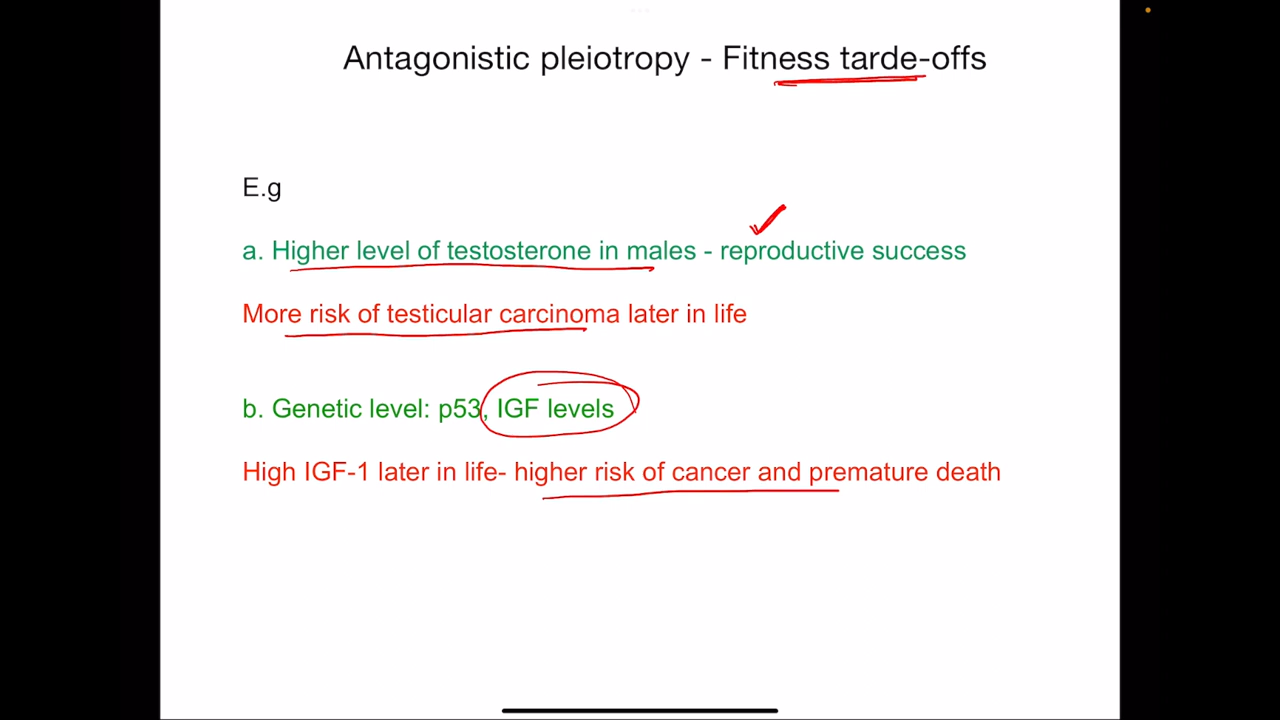 Antagonistic pleiotropy - Fitness tarde-offs
E.g
a. Higher level of testosterone in males - reproductive success
More risk of testicular carcinoma later in life
b. Genetic level: p53, IGF levels
High IGF-1 later in life- higher risk of cancer and premature death